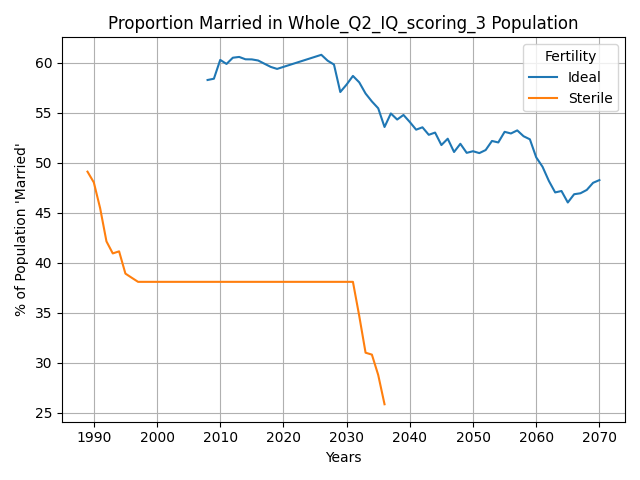 Proportion Married in Whole_Q2_IQ_scoring_3 Population
% of Population 'Married'
60
55
50
45
40
35
30
25
Fertility
Ideal
Sterile
1990 2000 2010 2020 2030 2040 2050 2060 2070
Years